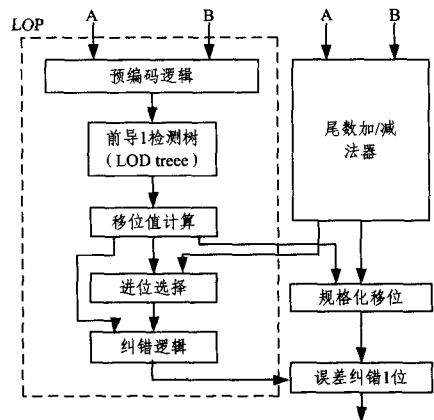 LOP
A
B
A
B
预编码逻辑
尾数加/减
法器
前导1检测树
(LOD treee)
移位值计算
进位选择
规格化移位
纠错逻辑
误差纠错1位